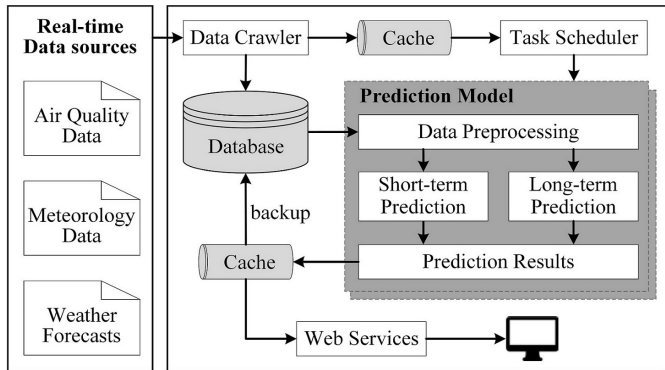 Real-time
Data sources
Air Quality
Data
Meteorology
Data
Weather
Forecasts
Data Crawler
Cache
Task Scheduler
Database
Prediction Model
Data Preprocessing
Short-term
Prediction
Long-term
Prediction
Prediction Results
backup
Cache
Web Services